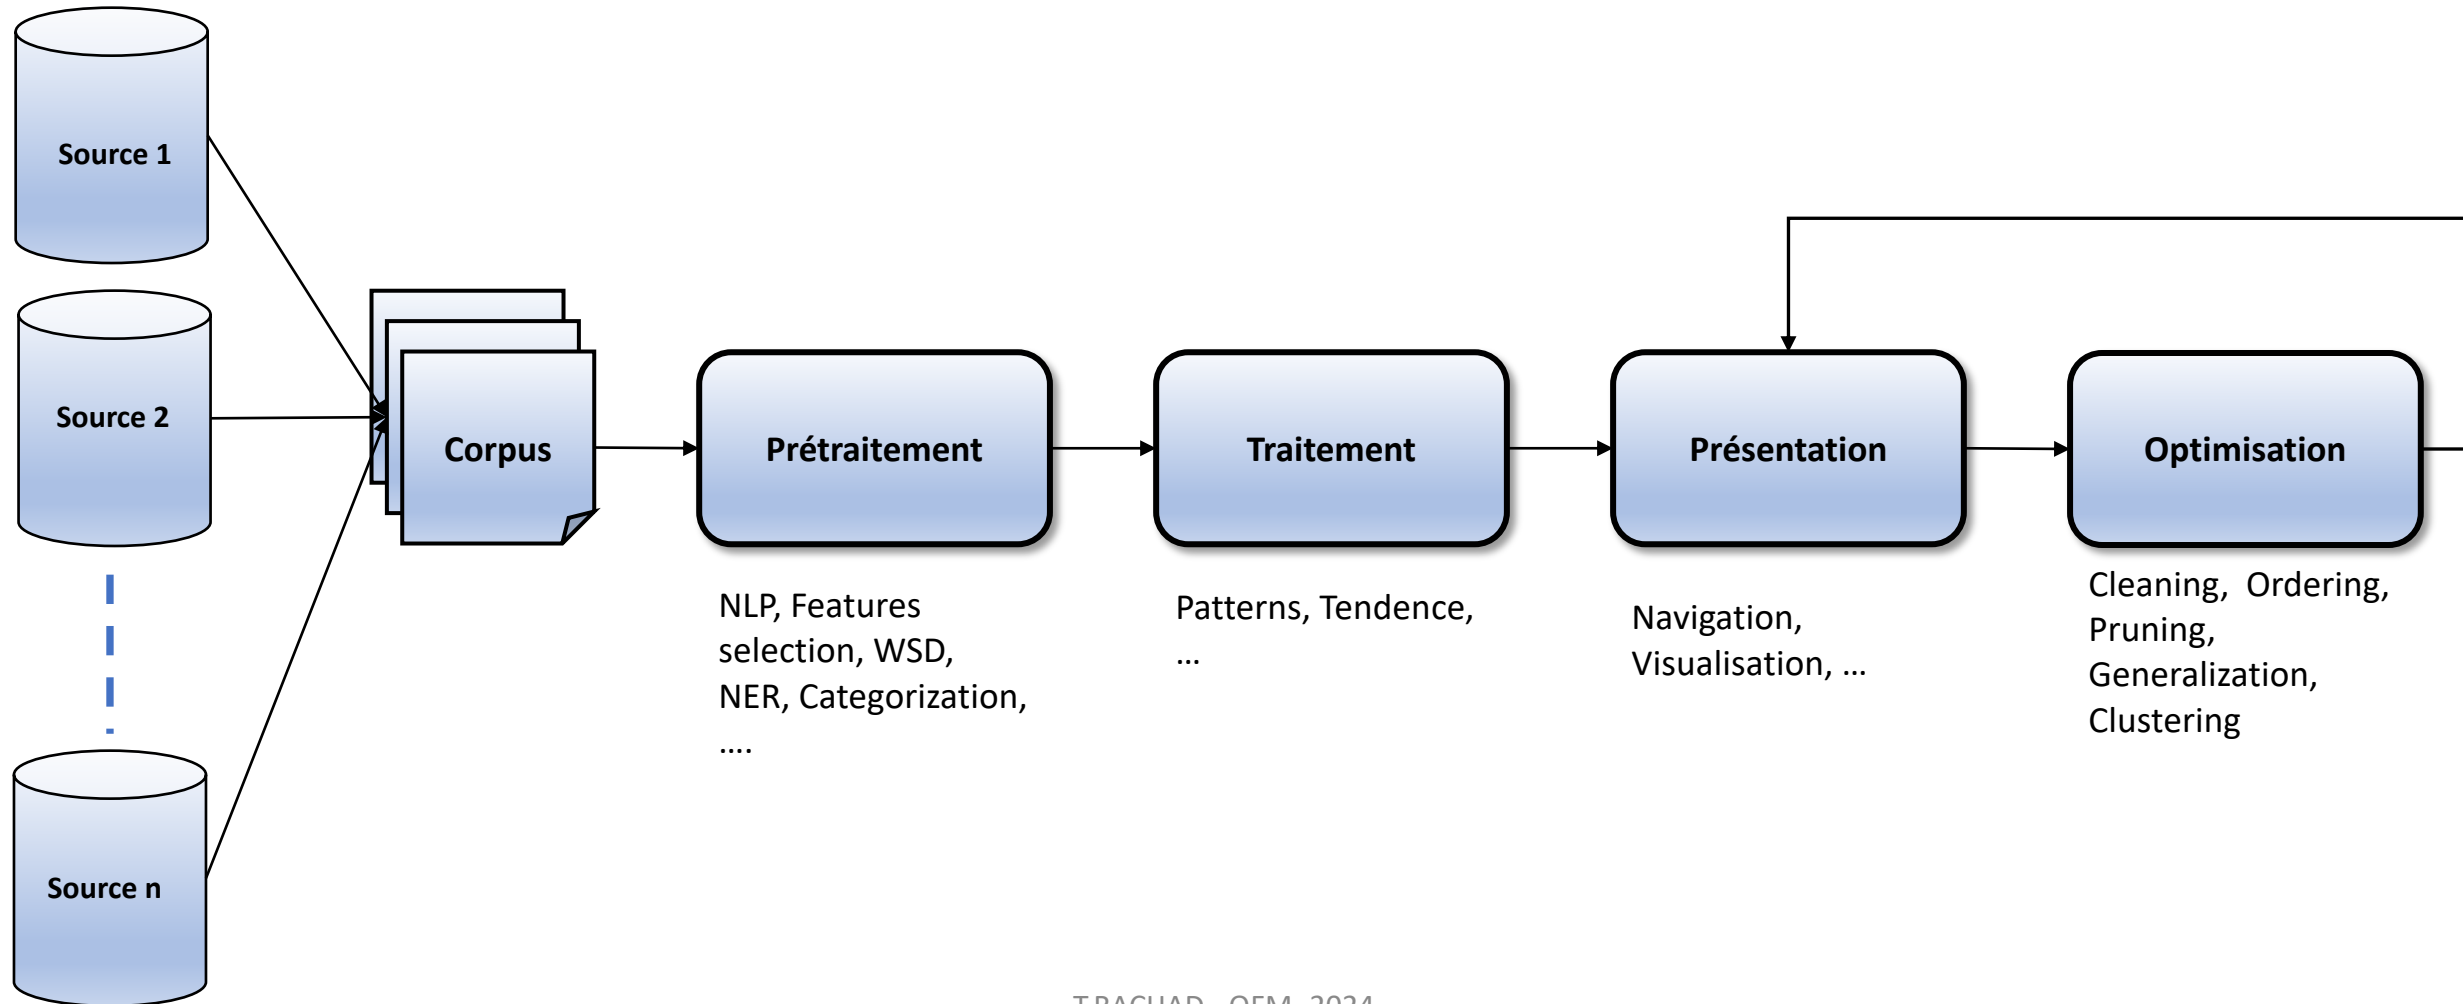 Source 1
Source 2
Source n
Corpus
Prétraitement
NLP, Features
selection, WSD,
NER, Categorization,
....
Traitement
Patterns, Tendence,
...
Présentation
Navigation,
Visualisation, ...
Optimisation
Cleaning, Ordering,
Pruning,
Generalization,
Clustering
2024